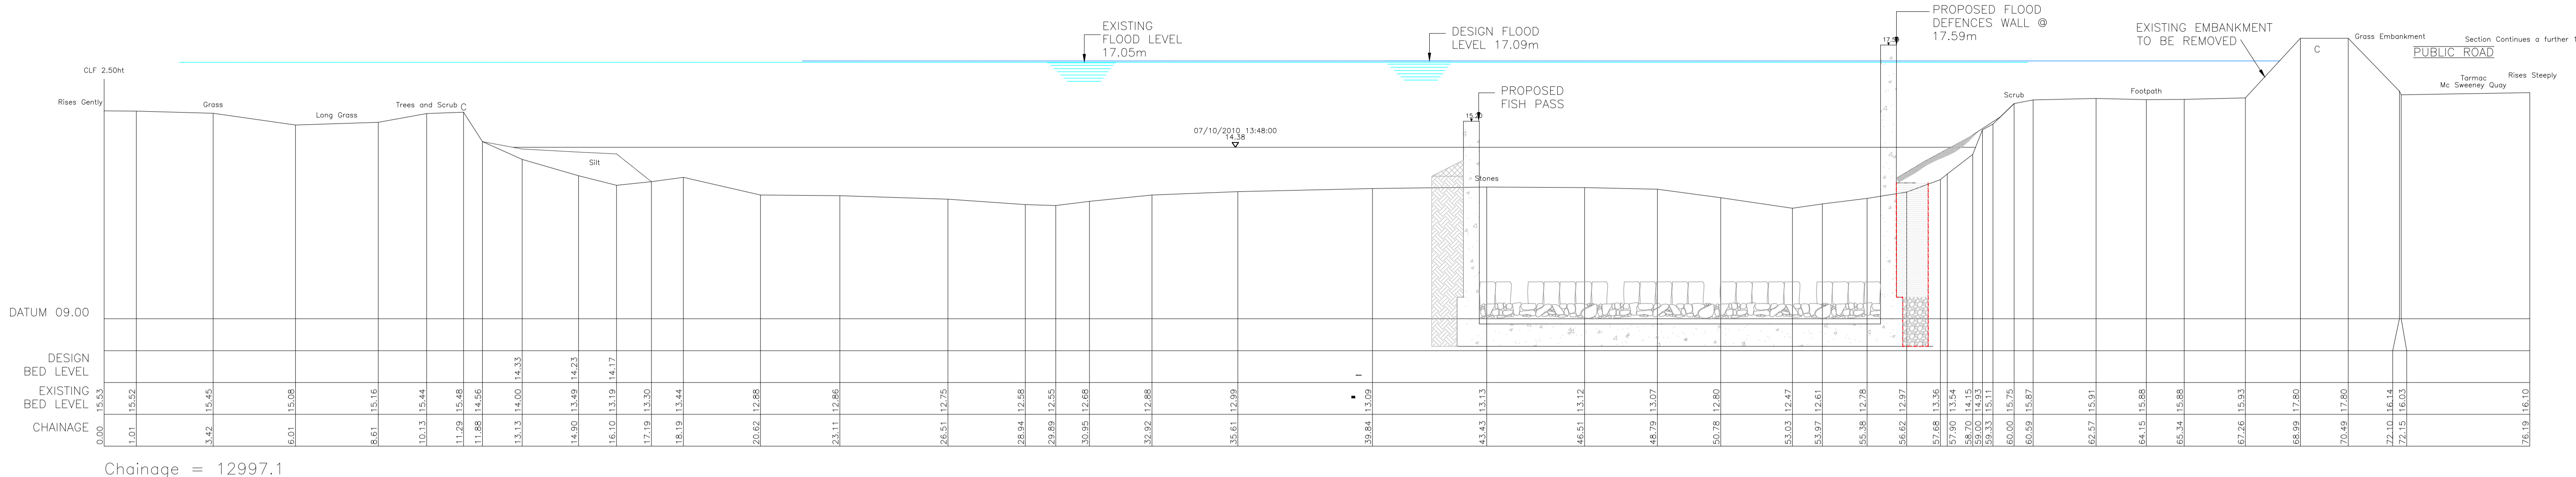 EXISTING
FLOOD LEVEL
17.05m
DESIGN FLOOD
LEVEL 17.09m
PROPOSED FLOOD
DEFENCES WALL @
17.59m
EXISTING EMBANKMENT
TO BE REMOVED
Grass Embankment
Section Continues a further 1
PUBLIC ROAD
C
CLF 2.50ht
Rises Gently
Grass
Long Grass
Trees and Scrub
C
PROPOSED
FISH PASS
Scrub
Footpath
Tarmac
Mc Sweeney Quay
Rises Steeply
07/10/2010 13:48:00
14.38
Silt
Stones
DATUM 09.00
DESIGN
BED LEVEL
14.33 14.23 14.17
EXISTING
BED LEVEL
15.53 15.52 15.45 15.08 15.16 15.44 15.48 14.56 14.00 13.49 13.19 13.30 13.44 12.88 12.86 12.75 12.58 12.55 12.68 12.88 12.99 13.09 13.13 13.12 13.07 12.80 12.47 12.61 12.78 12.97 13.36 13.54 14.15 14.93 15.11 15.75 15.87 15.91 15.88 15.88 15.93 17.80 17.80 16.14 16.03 16.10
CHAINAGE
0.00 1.01 3.42 6.01 8.61 10.13 11.29 11.88 13.13 14.90 16.10 17.19 18.19 20.62 23.11 26.51 28.94 29.89 30.95 32.92 35.61 39.84 43.43 46.51 48.79 50.78 53.03 53.97 55.38 56.62 57.68 57.90 58.70 59.00 59.33 60.00 60.59 62.57 64.15 65.34 67.26 68.99 70.49 72.10 72.15 76.19
Chainage = 12997.1